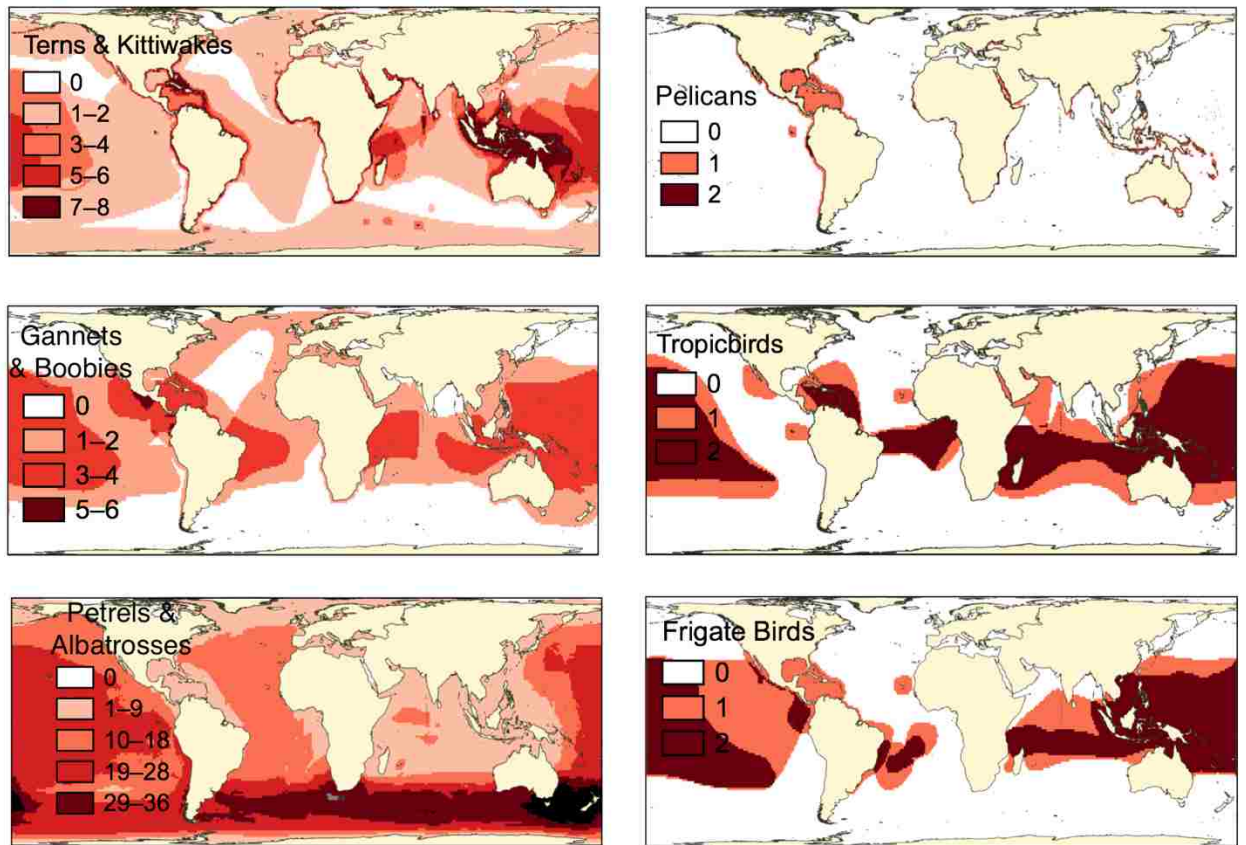 Terns & Kittiwakes
0
1–2
3–4
5–6
7–8
Pelicans
0
1
2
Gannets
& Boobies
0
1–2
3–4
5–6
Tropicbirds
0
1
2
Petrels &
Albatrosses
0
1–9
10–18
19–28
29–36
Frigate Birds
0
1
2